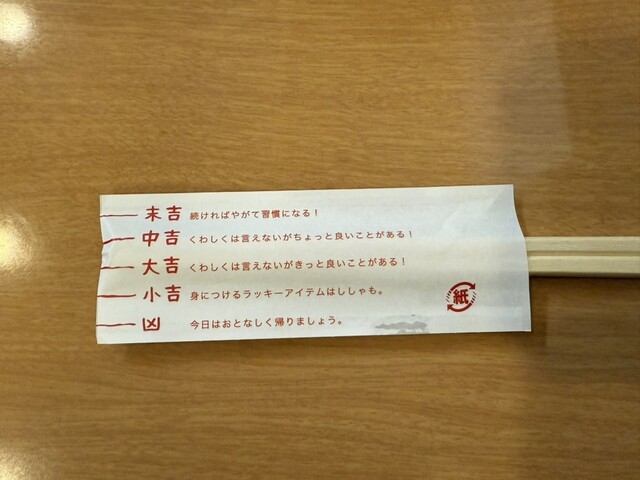 末吉 続ければやがて習慣になる！
中吉 くわしくは言えないがちょっと良いことがある！
大吉 くわしくは言えないがきっと良いことがある！
小吉 身につけるラッキーアイテムはししゃも。
凶 今日はおとなしく帰りましょう。
紙